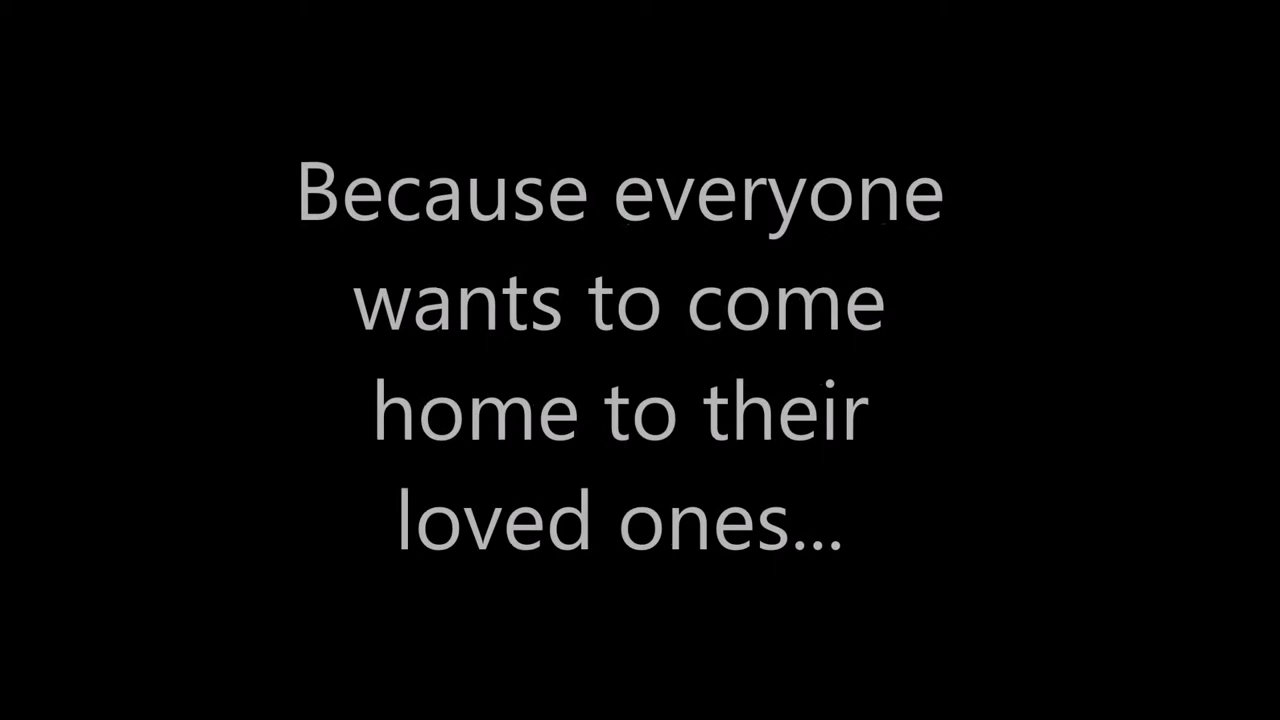 Because everyone
wants to come
home to their
loved ones...